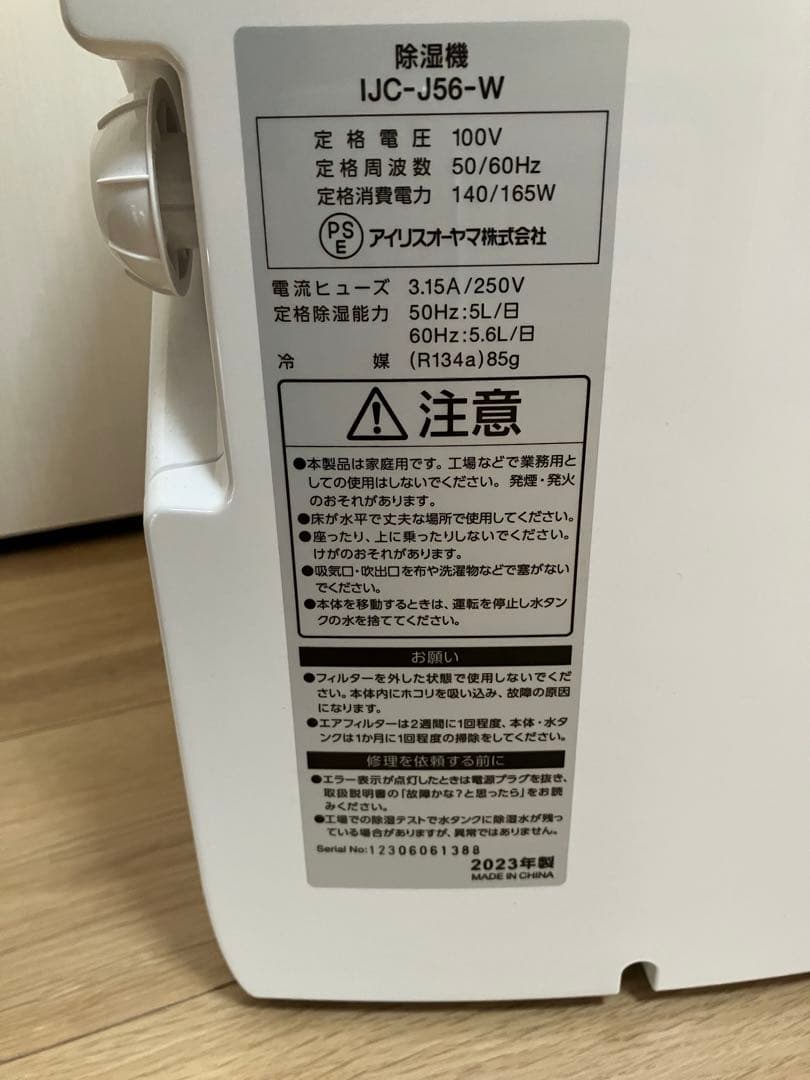 除湿機
IJC-J56-W
定格電圧 100V
定格周波数 50/60Hz
定格消費電力 140/165W
PSE アイリスオーヤマ株式会社
電流ヒューズ 3.15A/250V
定格除湿能力 50Hz:5L/日
60Hz:5.6L/日
冷媒 (R134a)85g
注意
●本製品は家庭用です。工場などで業務用と
しての使用はしないでください。発煙・発火
のおそれがあります。
●床が水平で丈夫な場所で使用してください。
●座ったり、上に乗ったりしないでください。
けがのおそれがあります。
●吸気口・吹出口を布や洗濯物などで塞がない
でください。
●本体を移動するときは、運転を停止し水タン
クの水を捨ててください。
お願い
●フィルターを外した状態で使用しないでくだ
さい。本体内にホコリを吸い込み、故障の原因
になります。
●エアフィルターは2週間に1回程度、本体・水タ
ンクは1か月に1回程度の掃除をしてください。
修理を依頼する前に
●エラー表示が点灯したときは電源プラグを抜き、
取扱説明書の「故障かな?と思ったら」をお読
みください。
●工場での除湿テストで水タンクに除湿水が残っ
ている場合がありますが、異常ではありません。
Serial No:12306061388
2023年製
MADE IN CHINA